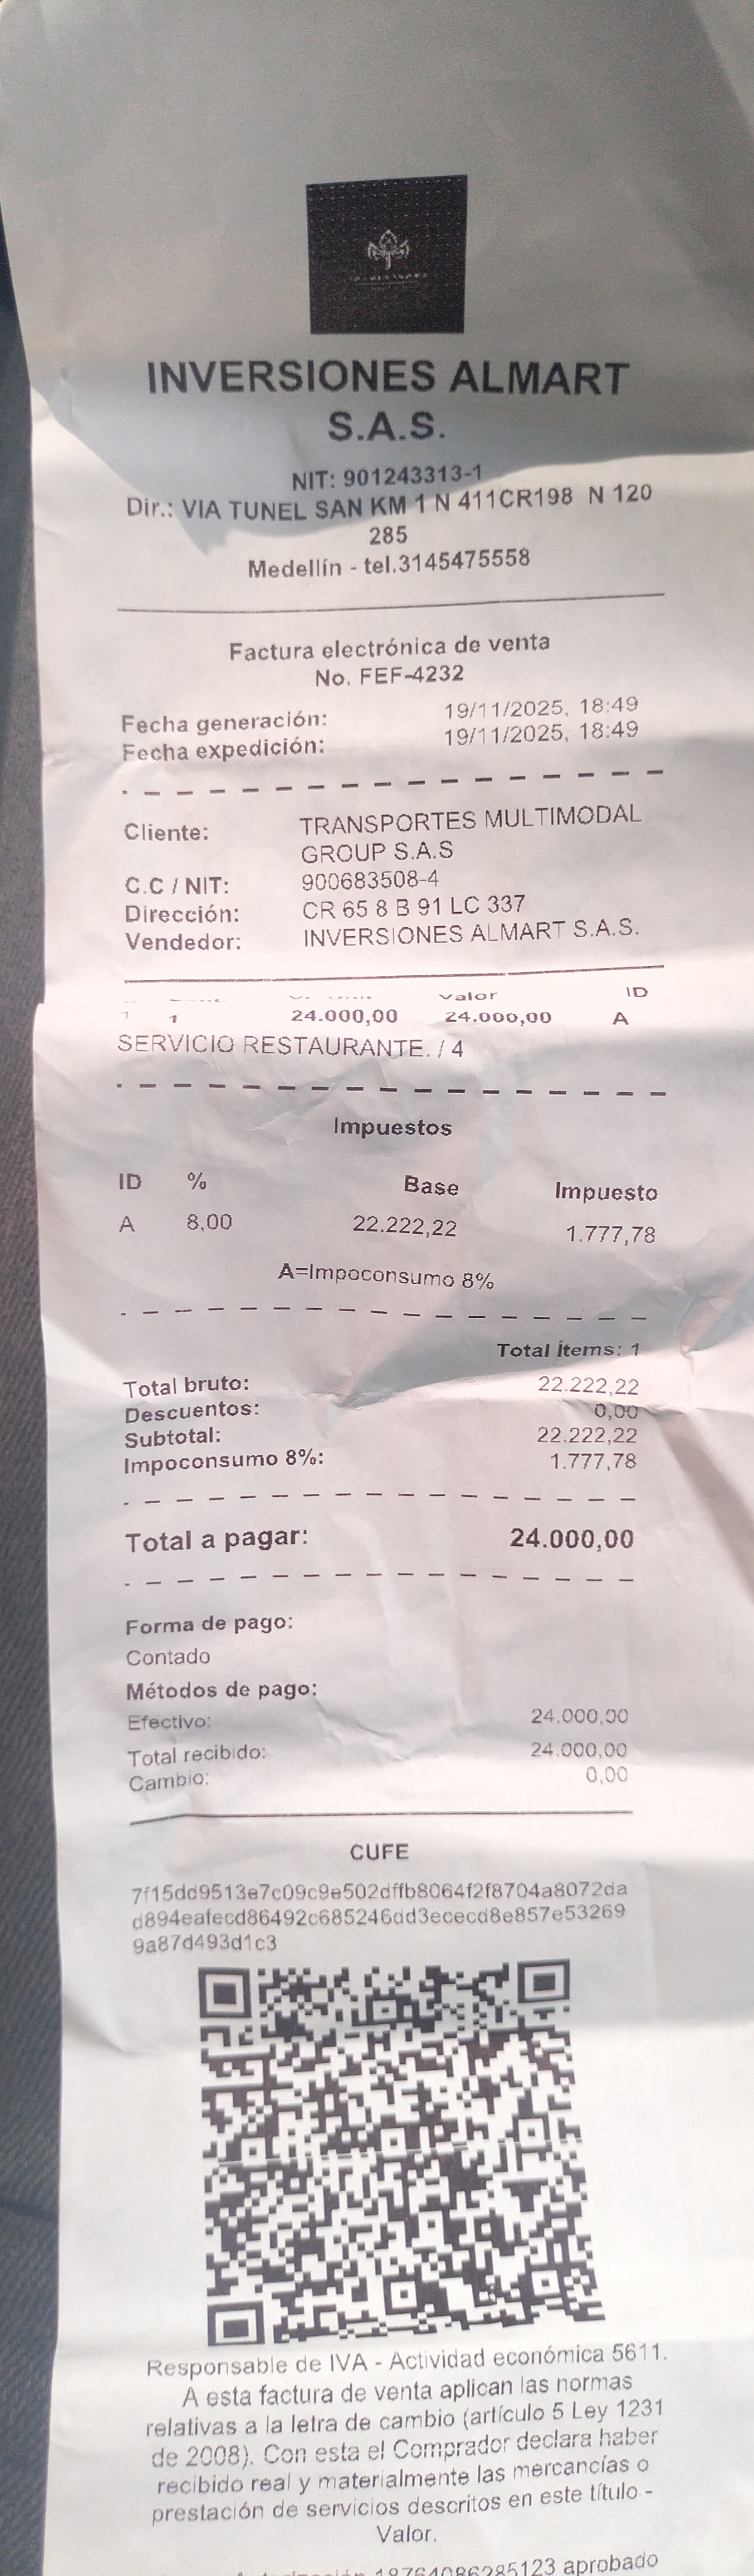 INVERSIONES ALMART
S.A.S.
NIT: 901243313-1
Dir.: VIA TUNEL SAN KM 1 N 411CR198 N 120
285
Medellín - tel.3145475558
Factura electrónica de venta
No. FEF-4232
Fecha generación: 19/11/2025, 18:49
Fecha expedición: 19/11/2025, 18:49
Cliente: TRANSPORTES MULTIMODAL
GROUP S.A.S
C.C / NIT: 900683508-4
Dirección: CR 65 8 B 91 LC 337
Vendedor: INVERSIONES ALMART S.A.S.
Valor ID
1 1 24.000,00 24.000,00 A
SERVICIO RESTAURANTE. / 4
Impuestos
ID % Base Impuesto
A 8,00 22.222,22 1.777,78
A=Impoconsumo 8%
Total Ítems: 1
Total bruto: 22.222,22
Descuentos: 0,00
Subtotal: 22.222,22
Impoconsumo 8%: 1.777,78
Total a pagar: 24.000,00
Forma de pago:
Contado
Métodos de pago:
Efectivo: 24.000,00
Total recibido: 24.000,00
Cambio: 0,00
CUFE
7f15dd9513e7c09c9e502dffb8064f2f8704a8072da
d894eafecd86492c685246dd3ececd8e857e53269
9a87d493d1c3
Responsable de IVA - Actividad económica 5611.
A esta factura de venta aplican las normas
relativas a la letra de cambio (artículo 5 Ley 1231
de 2008). Con esta el Comprador declara haber
recibido real y materialmente las mercancías o
prestación de servicios descritos en este título -
Valor.
18764086285123 aprobado